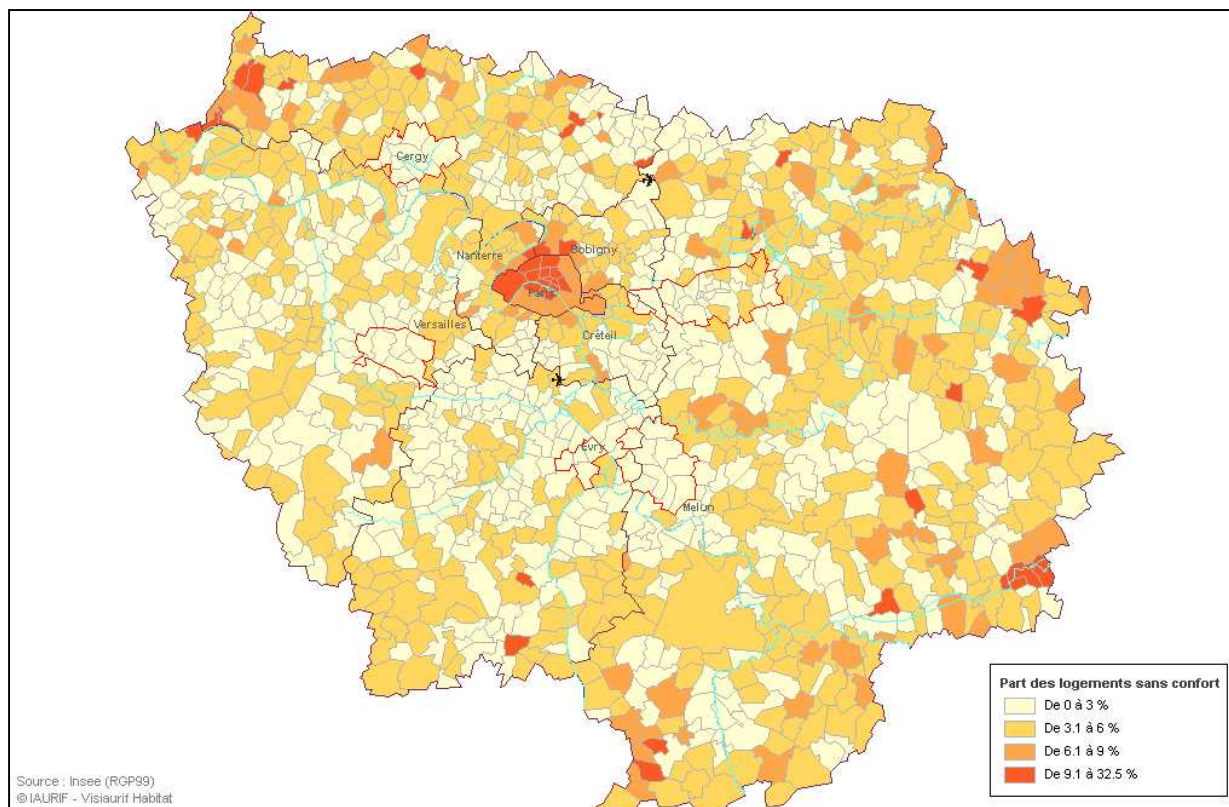 Cergy
Nanterre
Bobigny
Paris
Versailles
Créteil
Evry
Melun
Part des logements sans confort
De 0 à 3 %
De 3.1 à 6 %
De 6.1 à 9 %
De 9.1 à 32.5 %
Source : Insee (RGP99)
© IAURIF - Visiaurif Habitat